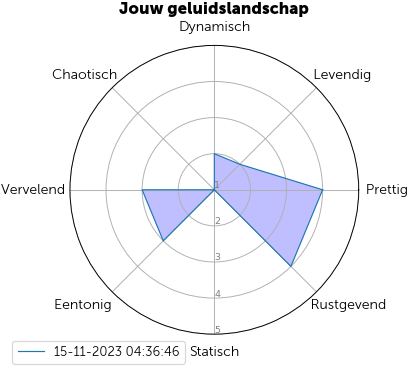 Jouw geluidslandschap
Dynamisch
Chaotisch
Levendig
Vervelend
1
Prettig
2
3
4
Eentonig
Rustgevend
5
15-11-2023 04:36:46
Statisch